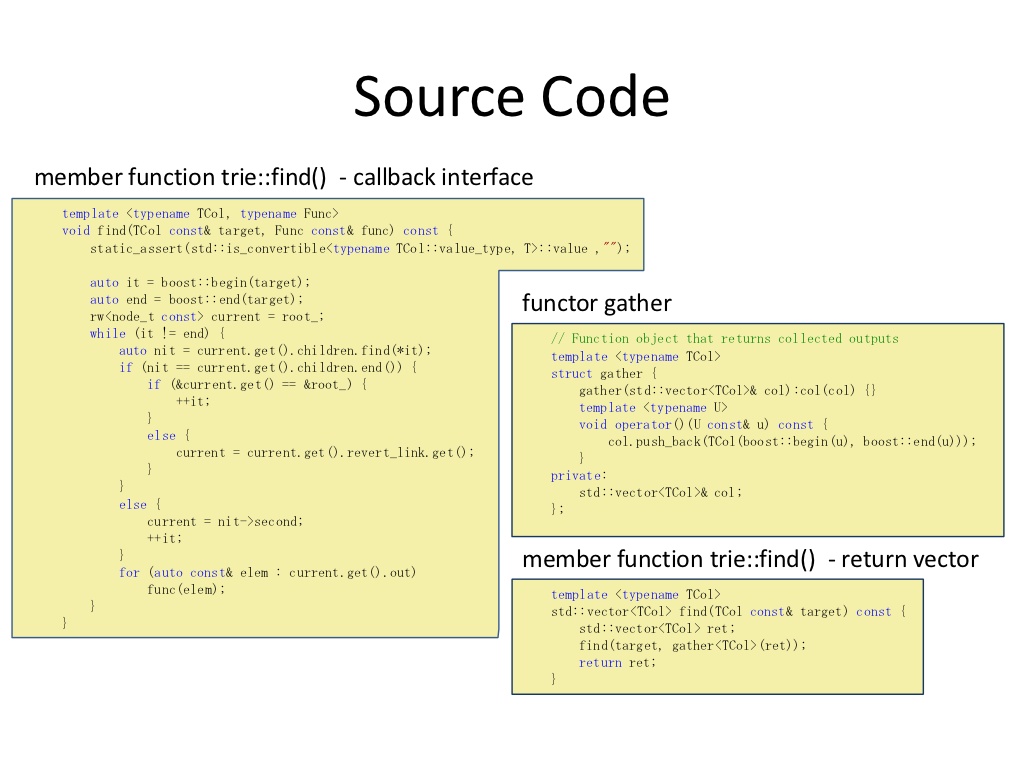 Source Code
member function trie::find()  - callback interface
template <typename TCol, typename Func>
void find(TCol const& target, Func const& func) const {
    static_assert(std::is_convertible<typename TCol::value_type, T>::value ,"");
    auto it = boost::begin(target);
    auto end = boost::end(target);
    rw<node_t const> current = root_;
    while (it != end) {
        auto nit = current.get().children.find(*it);
        if (nit == current.get().children.end()) {
            if (&current.get() == &root_) {
                ++it;
            }
            else {
                current = current.get().revert_link.get();
            }
        }
        else {
            current = nit->second;
            ++it;
        }
        for (auto const& elem : current.get().out)
            func(elem);
    }
}
functor gather
// Function object that returns collected outputs
template <typename TCol>
struct gather {
    gather(std::vector<TCol>& col):col(col) {}
    template <typename U>
    void operator()(U const& u) const {
        col.push_back(TCol(boost::begin(u), boost::end(u)));
    }
private:
    std::vector<TCol>& col;
};
member function trie::find()  - return vector
template <typename TCol>
std::vector<TCol> find(TCol const& target) const {
    std::vector<TCol> ret;
    find(target, gather<TCol>(ret));
    return ret;
}